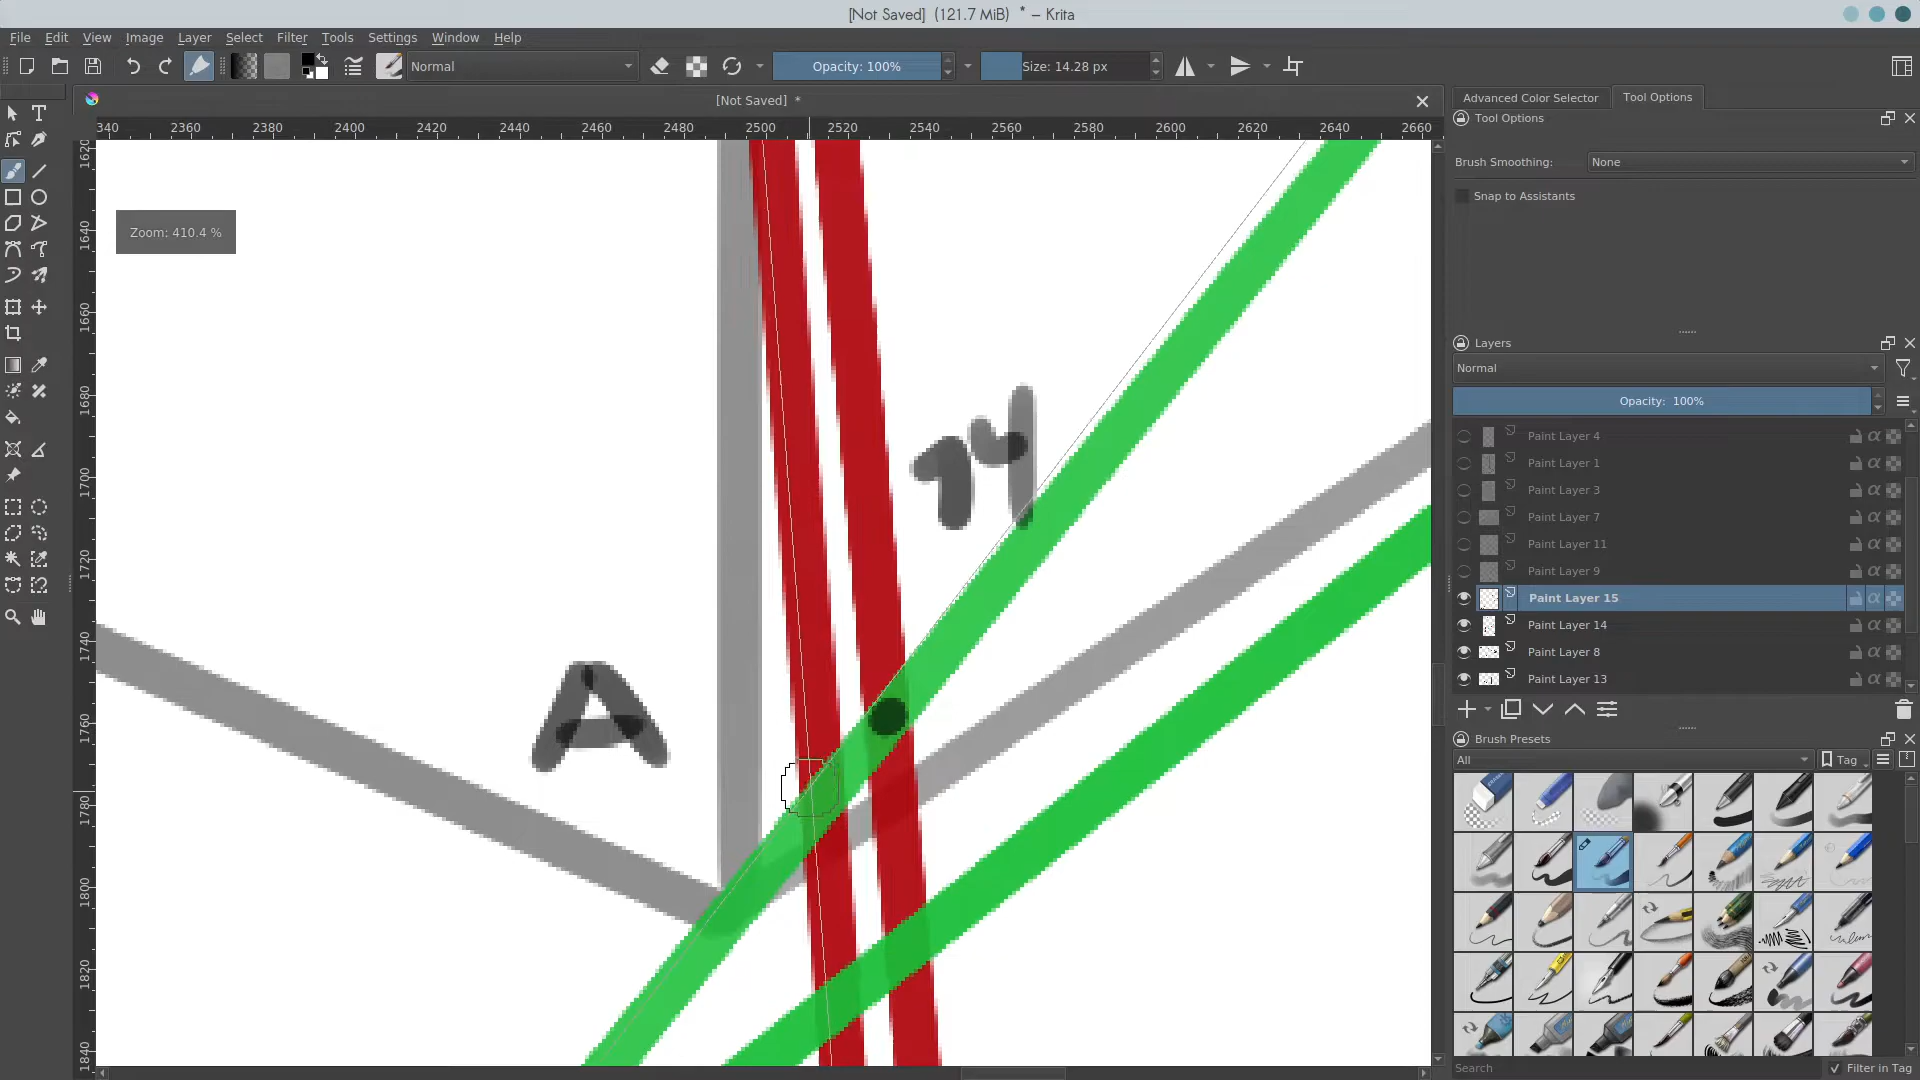 [Not Saved] (121.7 MiB) * – Krita
File Edit View Image Layer Select Filter Tools Settings Window Help
Normal Opacity: 100% Size: 14.28 px
[Not Saved] *
340 2360 2380 2400 2420 2440 2460 2480 2500 2520 2540 2560 2580 2600 2620 2640 2660
1620
1640
1660
1680
1700
1720
1740
1760
1780
1800
1820
1840
Zoom: 410.4 %
14
A
Advanced Color Selector Tool Options
Tool Options
Brush Smoothing: None
Snap to Assistants
Layers
Normal
Opacity: 100%
Paint Layer 4
Paint Layer 1
Paint Layer 3
Paint Layer 7
Paint Layer 11
Paint Layer 9
Paint Layer 15
Paint Layer 14
Paint Layer 8
Paint Layer 13
Brush Presets
All Tag
Search Filter in Tag